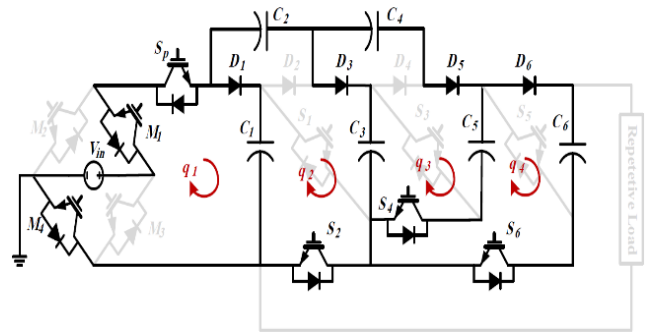 C2
C4
Sp
D1
D2
D3
D4
D5
D6
M2
M1
C1
S1
C3
S3
C5
S5
C6
Vin
- +
q1
q2
q3
q4
Repetetive Load
M4
M3
S4
S2
S6